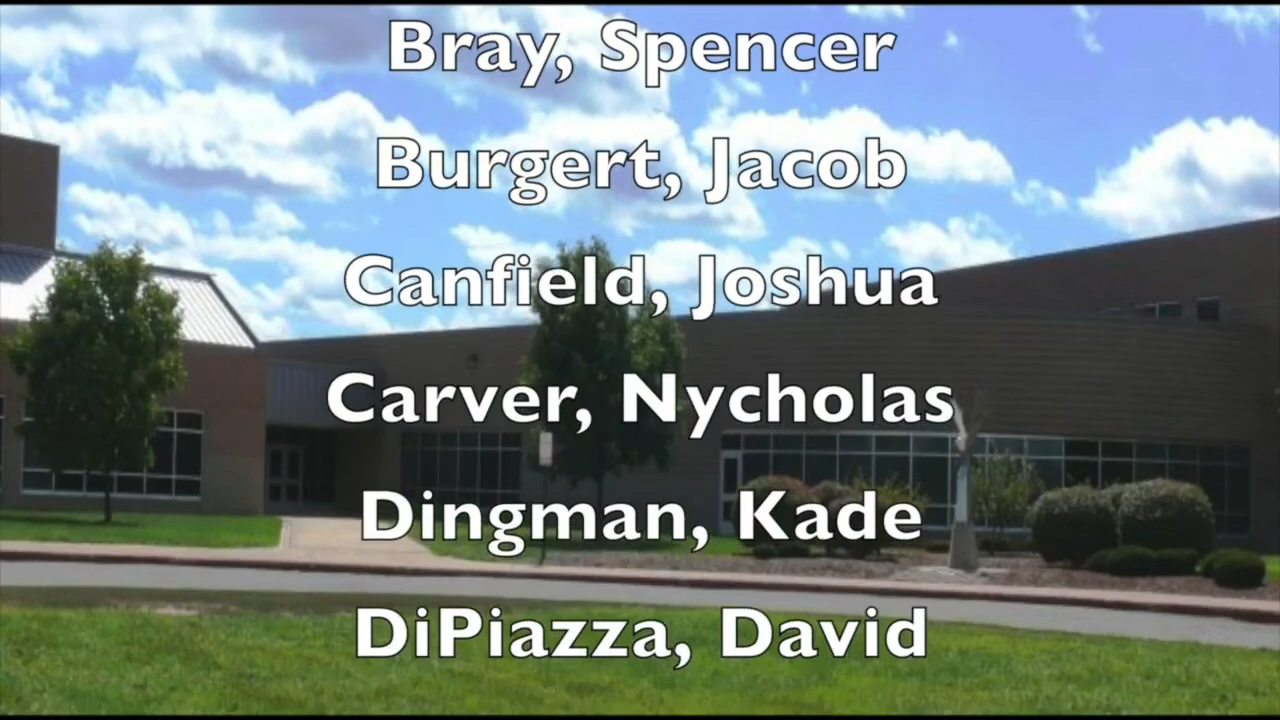 Bray, Spencer
Burgert, Jacob
Canfield, Joshua
Carver, Nycholas
Dingman, Kade
DiPiazza, David